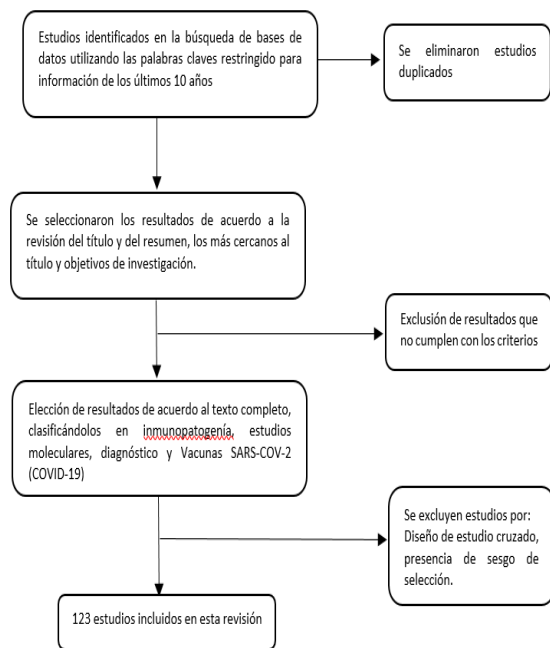 Estudios identificados en la búsqueda de bases de
datos utilizando las palabras claves restringido para
información de los últimos 10 años
Se eliminaron estudios
duplicados
Se seleccionaron los resultados de acuerdo a la
revisión del título y del resumen, los más cercanos al
título y objetivos de investigación.
Exclusión de resultados que
no cumplen con los criterios
Elección de resultados de acuerdo al texto completo,
clasificándolos en inmunopatogenía, estudios
moleculares, diagnóstico y Vacunas SARS-COV-2
(COVID-19)
Se excluyen estudios por:
Diseño de estudio cruzado,
presencia de sesgo de
selección.
123 estudios incluidos en esta revisión